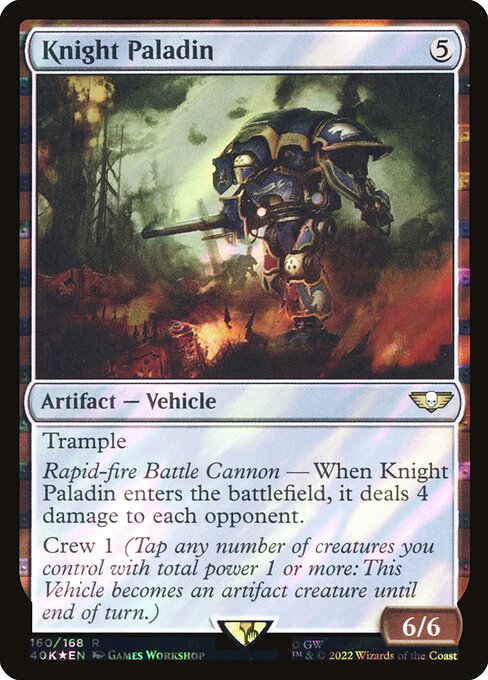 Knight Paladin 5
Artifact — Vehicle
Trample
Rapid-fire Battle Cannon — When Knight
Paladin enters the battlefield, it deals 4
damage to each opponent.
Crew 1 (Tap any number of creatures you
control with total power 1 or more: This
Vehicle becomes an artifact creature until
end of turn.)
6/6
160/168 R
40K★EN Games Workshop
© GW
™ & © 2022 Wizards of the Coast